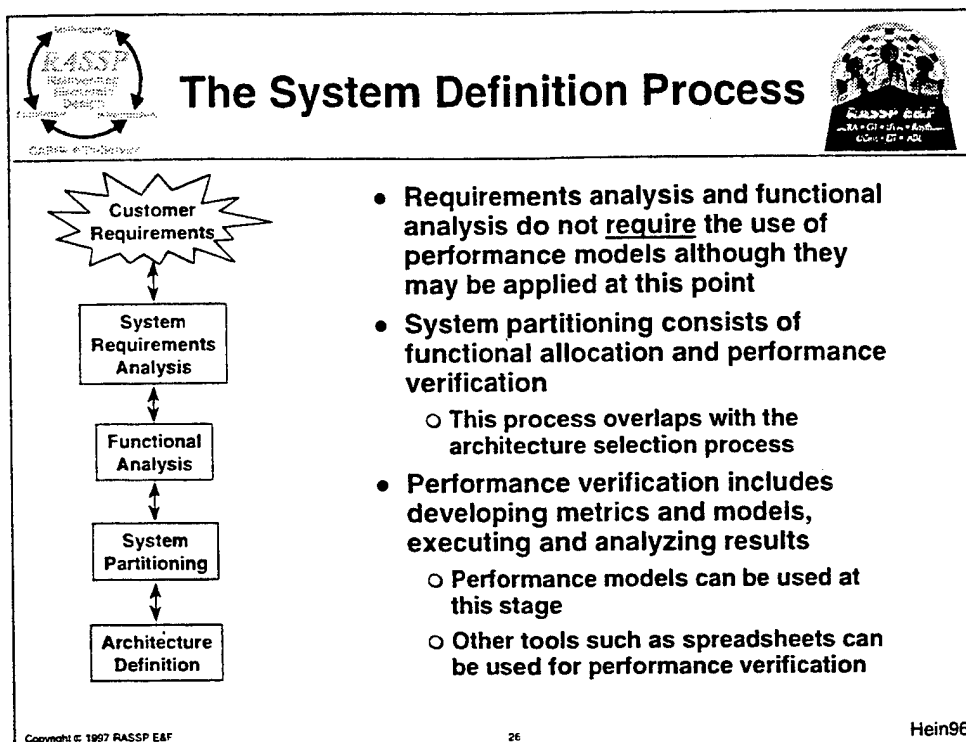 RASSP
Design
The System Definition Process
RASSP E&F
Customer
Requirements
System
Requirements
Analysis
Functional
Analysis
System
Partitioning
Architecture
Definition
● Requirements analysis and functional
analysis do not require the use of
performance models although they
may be applied at this point
● System partitioning consists of
functional allocation and performance
verification
○ This process overlaps with the
architecture selection process
● Performance verification includes
developing metrics and models,
executing and analyzing results
○ Performance models can be used at
this stage
○ Other tools such as spreadsheets can
be used for performance verification
Copyright © 1997 RASSP E&F
26
Hein96